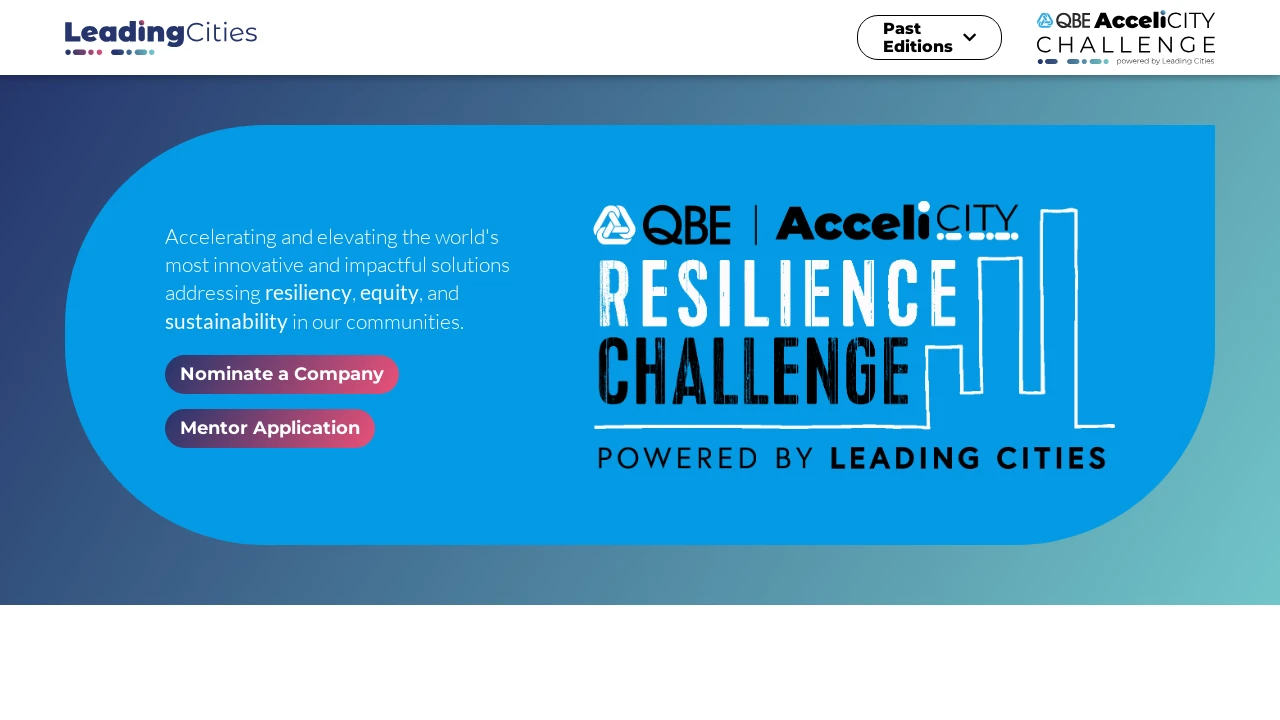 LeadingCities
Past
Editions
QBE AcceliCITY
CHALLENGE
powered by Leading Cities
Accelerating and elevating the world's
most innovative and impactful solutions
addressing resiliency, equity, and
sustainability in our communities.
Nominate a Company
Mentor Application
QBE | AcceliCITY
RESILIENCE
CHALLENGE
POWERED BY LEADING CITIES